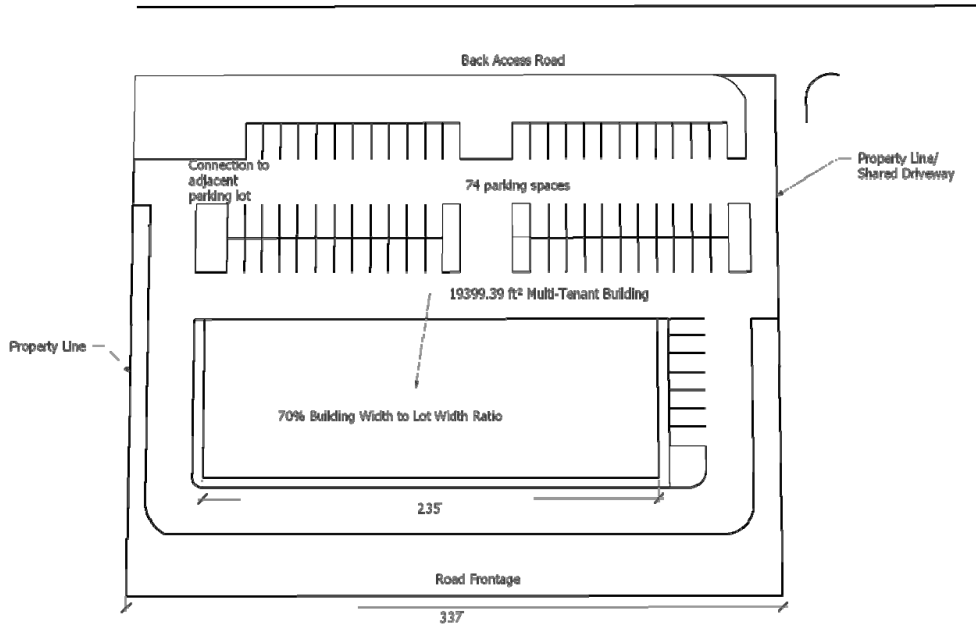 Back Access Road
Connection to
adjacent
parking lot
74 parking spaces
Property Line/
Shared Driveway
19399.39 ft² Multi-Tenant Building
Property Line
70% Building Width to Lot Width Ratio
235'
Road Frontage
337'